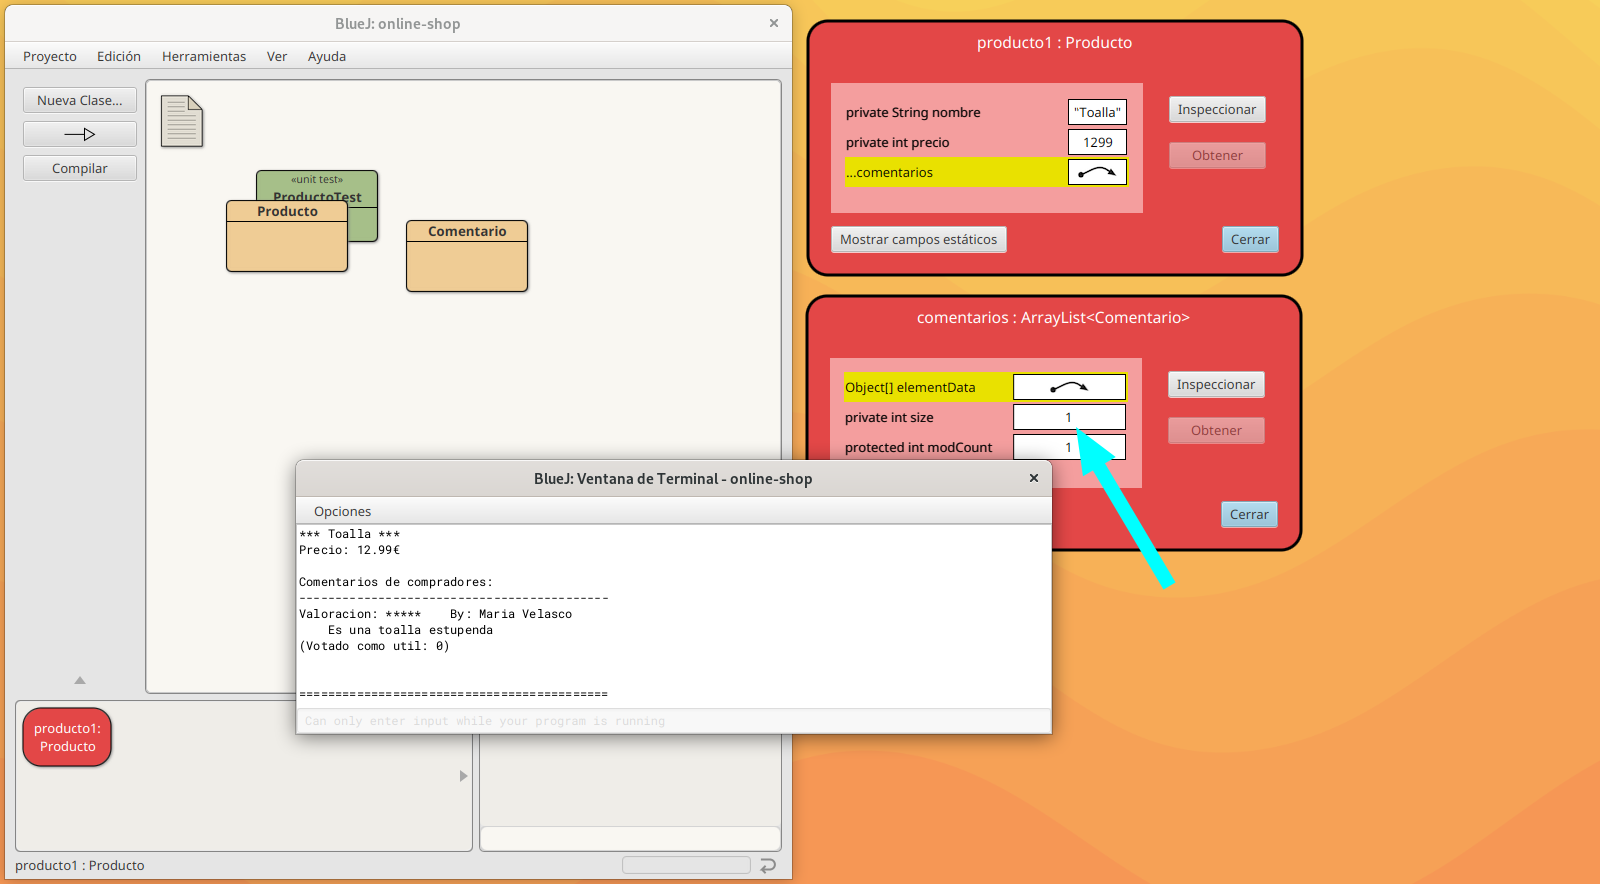 BlueJ: online-shop
Proyecto Edición Herramientas Ver Ayuda
Nueva Clase...
Compilar
«unit test»
ProductoTest
Producto
Comentario
producto1:
Producto
producto1 : Producto
producto1 : Producto
private String nombre "Toalla"
private int precio 1299
...comentarios
Inspeccionar
Obtener
Mostrar campos estáticos
Cerrar
comentarios : ArrayList<Comentario>
Object[] elementData
private int size 1
protected int modCount 1
Inspeccionar
Obtener
Cerrar
BlueJ: Ventana de Terminal - online-shop
Opciones
*** Toalla ***
Precio: 12.99€
Comentarios de compradores:
-------------------------------------------
Valoracion: ***** By: Maria Velasco
Es una toalla estupenda
(Votado como util: 0)
===========================================
Can only enter input while your program is running